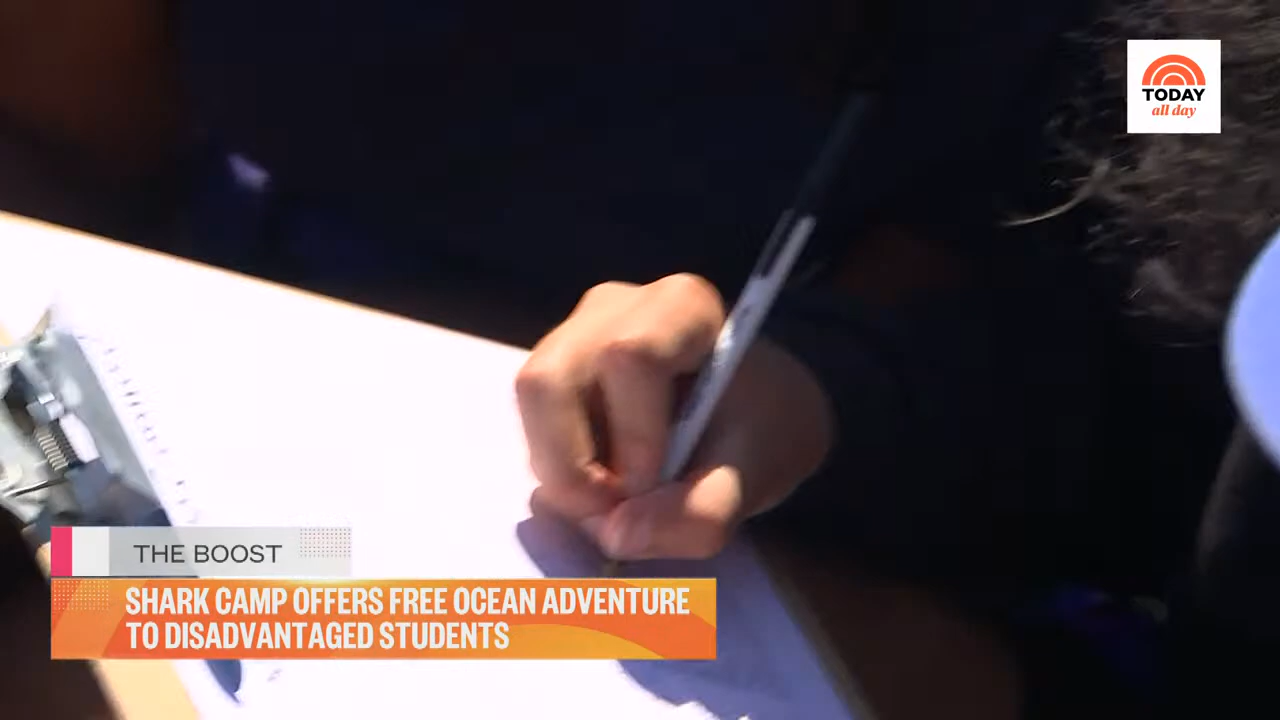 TODAY
all day
THE BOOST
SHARK CAMP OFFERS FREE OCEAN ADVENTURE
TO DISADVANTAGED STUDENTS